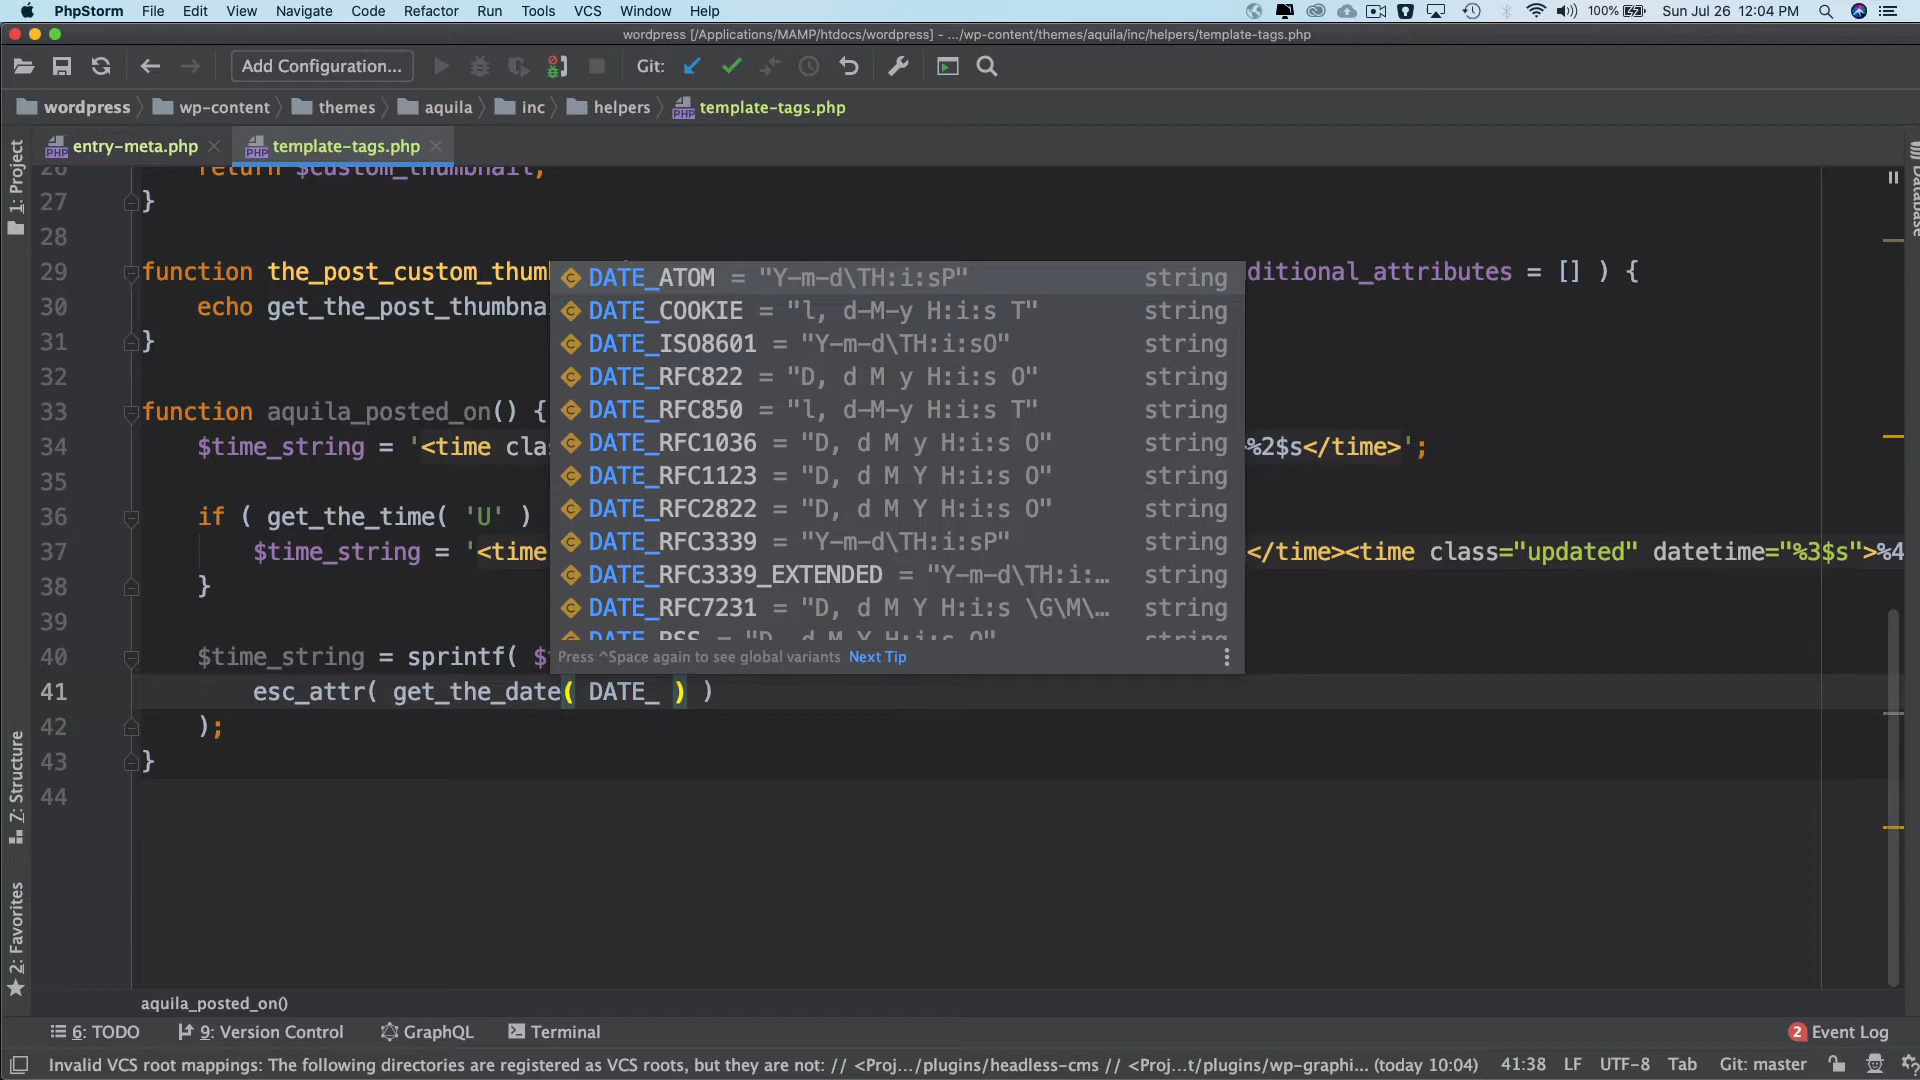 PhpStorm File Edit View Navigate Code Refactor Run Tools VCS Window Help 100% Sun Jul 26 12:04 PM
wordpress [/Applications/MAMP/htdocs/wordpress] - .../wp-content/themes/aquila/inc/helpers/template-tags.php
Add Configuration... Git:
wordpress wp-content themes aquila inc helpers template-tags.php
entry-meta.php template-tags.php
1: Project
Database
26 return $custom_thumbnail;
27 }
28
29 function the_post_custom_thum ditional_attributes = [] ) {
30 echo get_the_post_thumbna
31 }
32
33 function aquila_posted_on() {
34 $time_string = '<time clas %2$s</time>';
35
36 if ( get_the_time( 'U' )
37 $time_string = '<time </time><time class="updated" datetime="%3$s">%4
38 }
39
40 $time_string = sprintf( $
41 esc_attr( get_the_date( DATE_ ) )
42 );
43 }
44
DATE_ATOM = "Y-m-d\TH:i:sP" string
DATE_COOKIE = "l, d-M-y H:i:s T" string
DATE_ISO8601 = "Y-m-d\TH:i:sO" string
DATE_RFC822 = "D, d M y H:i:s O" string
DATE_RFC850 = "l, d-M-y H:i:s T" string
DATE_RFC1036 = "D, d M y H:i:s O" string
DATE_RFC1123 = "D, d M Y H:i:s O" string
DATE_RFC2822 = "D, d M Y H:i:s O" string
DATE_RFC3339 = "Y-m-d\TH:i:sP" string
DATE_RFC3339_EXTENDED = "Y-m-d\TH:i:… string
DATE_RFC7231 = "D, d M Y H:i:s \G\M\… string
DATE_RSS = "D, d M Y H:i:s O" string
Press ^Space again to see global variants Next Tip
7: Structure
2: Favorites
aquila_posted_on()
6: TODO 9: Version Control GraphQL Terminal 2 Event Log
Invalid VCS root mappings: The following directories are registered as VCS roots, but they are not: // <Proj.../plugins/headless-cms // <Proj...t/plugins/wp-graphi... (today 10:04) 41:38 LF UTF-8 Tab Git: master